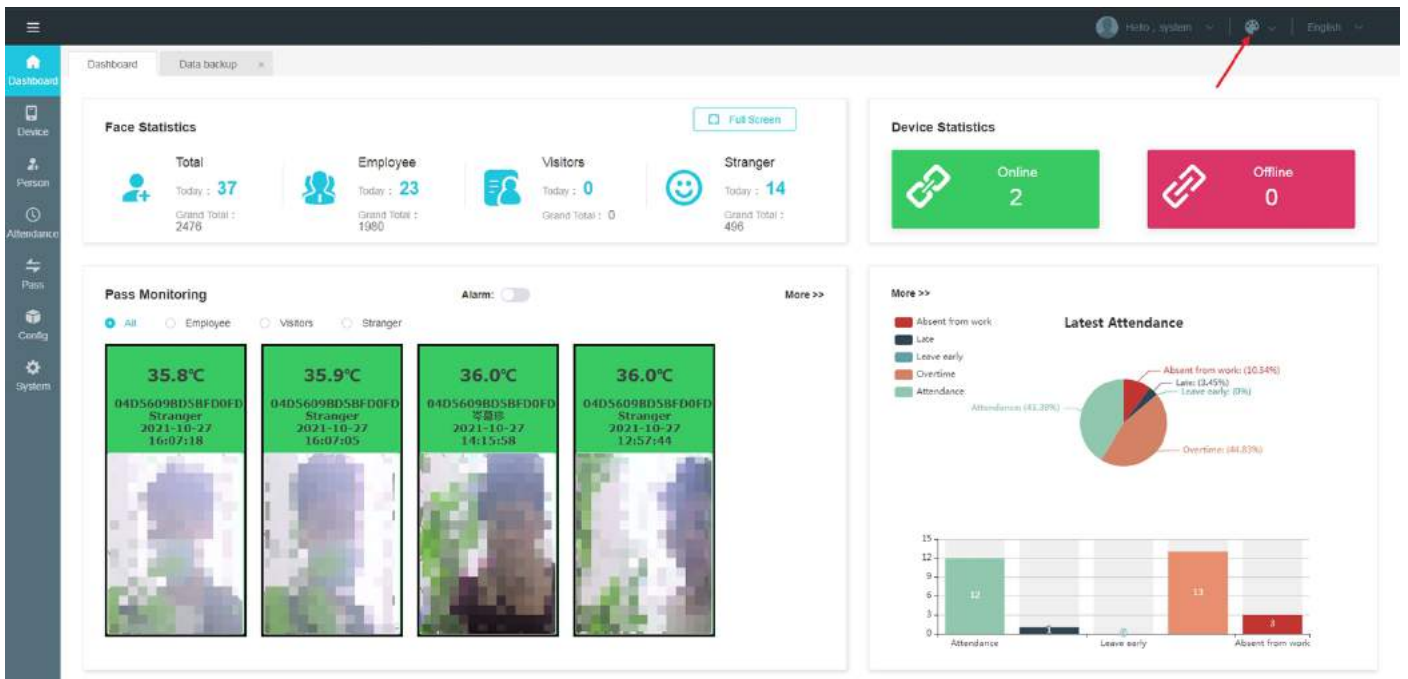 Hello , system
English
Dashboard
Device
Person
Attendance
Pass
Config
System
Dashboard
Data backup
Face Statistics
Full Screen
Total
Today : 37
Grand Total :
2476
Employee
Today : 23
Grand Total :
1980
Visitors
Today : 0
Grand Total : 0
Stranger
Today : 14
Grand Total :
496
Device Statistics
Online
2
Offline
0
Pass Monitoring
Alarm:
More >>
All
Employee
Visitors
Stranger
35.8℃
04D5609BD5BFD0FD
Stranger
2021-10-27
16:07:18
35.9℃
04D5609BD5BFD0FD
Stranger
2021-10-27
16:07:05
36.0℃
04D5609BD5BFD0FD
2021-10-27
14:15:58
36.0℃
04D5609BD5BFD0FD
Stranger
2021-10-27
12:57:44
More >>
Absent from work
Late
Leave early
Overtime
Attendance
Latest Attendance
Absent from work: (10.34%)
Late: (3.45%)
Leave early: (0%)
Attendance: (41.38%)
Overtime: (44.83%)
15
12
9
6
3
0
12
1
0
13
3
Attendance
Leave early
Absent from work